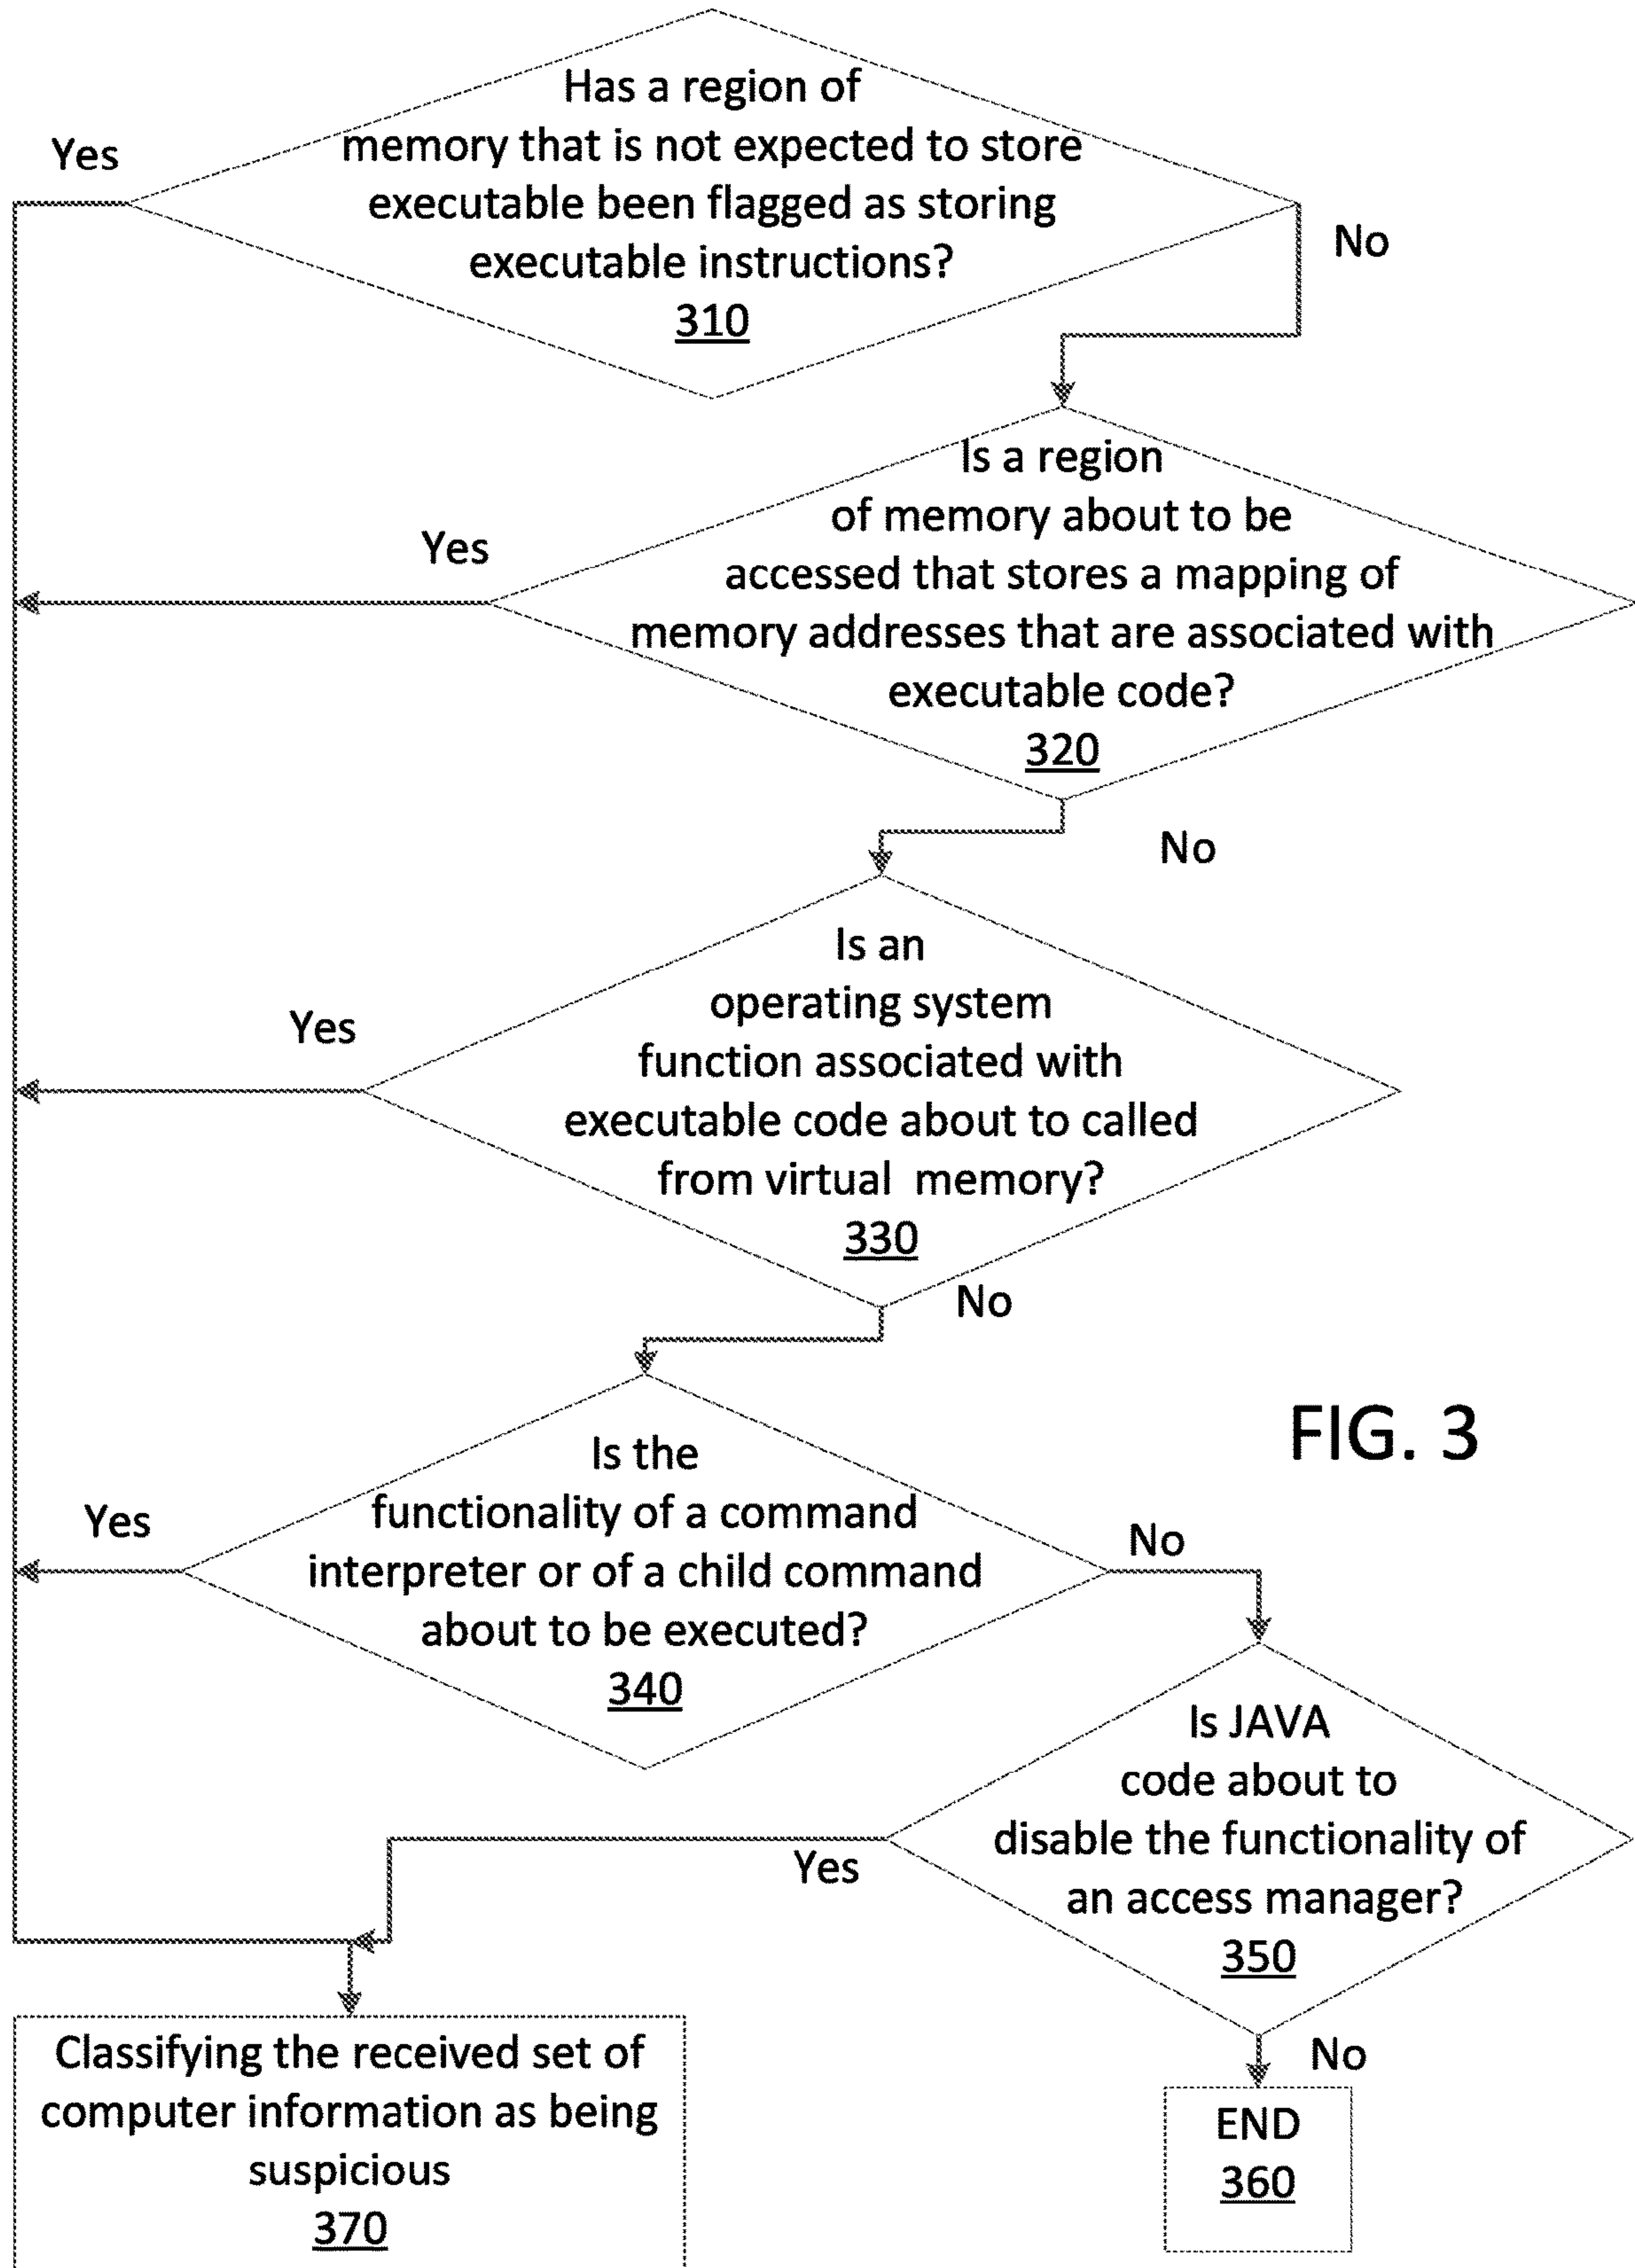 Has a region of
memory that is not expected to store
executable been flagged as storing
executable instructions?
310
Yes
No
Is a region
of memory about to be
accessed that stores a mapping of
memory addresses that are associated with
executable code?
320
Yes
No
Is an
operating system
function associated with
executable code about to called
from virtual memory?
330
Yes
No
Is the
functionality of a command
interpreter or of a child command
about to be executed?
340
Yes
No
FIG. 3
Is JAVA
code about to
disable the functionality of
an access manager?
350
Yes
No
Classifying the received set of
computer information as being
suspicious
370
END
360